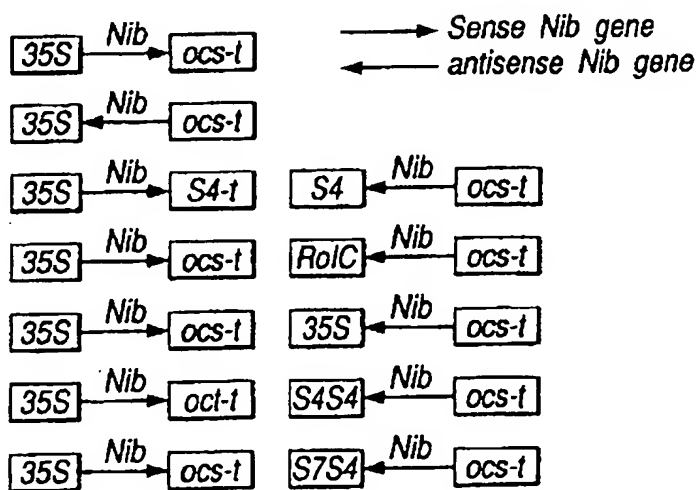 35S Nib ocs-t → Sense Nib gene
← antisense Nib gene
35S Nib ocs-t
35S Nib S4-t S4 Nib ocs-t
35S Nib ocs-t RolC Nib ocs-t
35S Nib ocs-t 35S Nib ocs-t
35S Nib oct-t S4S4 Nib ocs-t
35S Nib ocs-t S7S4 Nib ocs-t